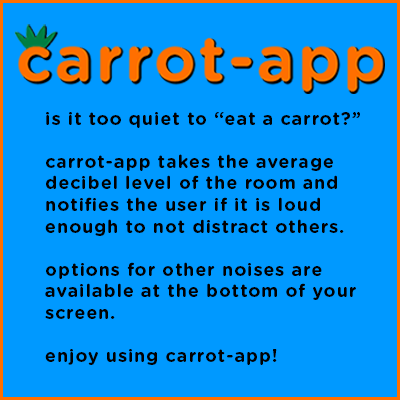 carrot-app
is it too quiet to “eat a carrot?”
carrot-app takes the average
decibel level of the room and
notifies the user if it is loud
enough to not distract others.
options for other noises are
available at the bottom of your
screen.
enjoy using carrot-app!